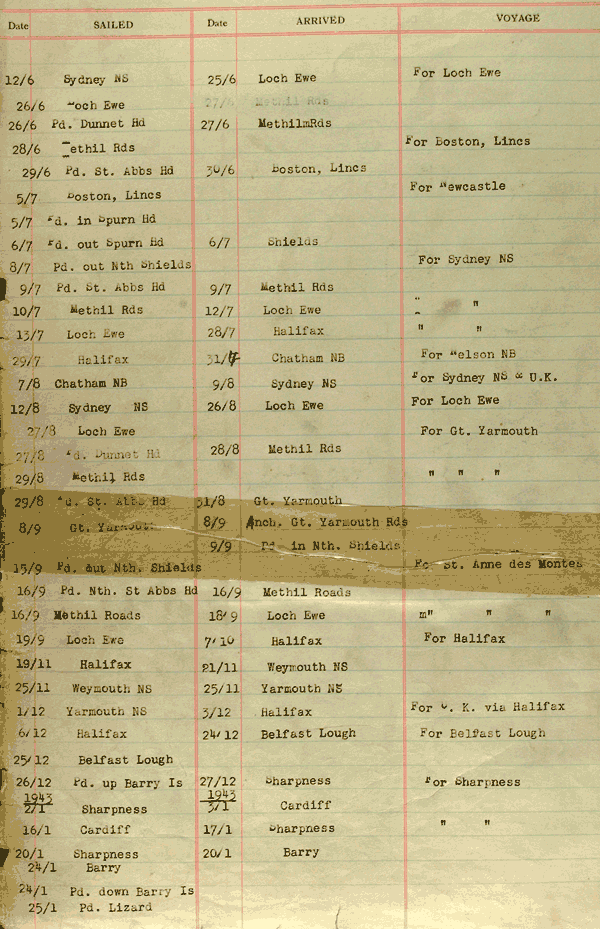 Date SAILED Date ARRIVED VOYAGE
12/6 Sydney NS 25/6 Loch Ewe For Loch Ewe
26/6 Loch Ewe 27/6 Methil Rds
26/6 Pd. Dunnet Hd 27/6 MethilmRds
28/6 Methil Rds For Boston, Lincs
29/6 Pd. St. Abbs Hd 30/6 Boston, Lincs
5/7 Boston, Lincs For Newcastle
5/7 Pd. in Spurn Hd
6/7 Pd. out Spurn Hd 6/7 Shields
8/7 Pd. out Nth Shields For Sydney NS
9/7 Pd. St. Abbs Hd 9/7 Methil Rds
10/7 Methil Rds 12/7 Loch Ewe " "
13/7 Loch Ewe 28/7 Halifax " "
29/7 Halifax 31/7 Chatham NB For Nelson NB
7/8 Chatham NB 9/8 Sydney NS For Sydney NS & U.K.
12/8 Sydney NS 26/8 Loch Ewe For Loch Ewe
27/8 Loch Ewe For Gt. Yarmouth
27/8 Pd. Dunnet Hd 28/8 Methil Rds
29/8 Methil Rds " " "
29/8 Pd. St. Abbs Hd 31/8 Gt. Yarmouth
8/9 Gt. Yarmouth 8/9 Anch. Gt. Yarmouth Rds
9/9 Pd. in Nth. Shields
15/9 Pd. out Nth. Shields Fo St. Anne des Montes
16/9 Pd. Nth. St Abbs Hd 16/9 Methil Roads
16/9 Methil Roads 18/9 Loch Ewe m" " "
19/9 Loch Ewe 7/10 Halifax For Halifax
19/11 Halifax 21/11 Weymouth NS
25/11 Weymouth NS 25/11 Yarmouth NS
1/12 Yarmouth NS 3/12 Halifax For U. K. via Halifax
6/12 Halifax 24/12 Belfast Lough For Belfast Lough
25/12 Belfast Lough
26/12 Pd. up Barry Is 27/12 Sharpness For Sharpness
1943 1943
2/1 Sharpness 3/1 Cardiff
16/1 Cardiff 17/1 Sharpness " "
20/1 Sharpness 20/1 Barry
24/1 Barry
24/1 Pd. down Barry Is
25/1 Pd. Lizard